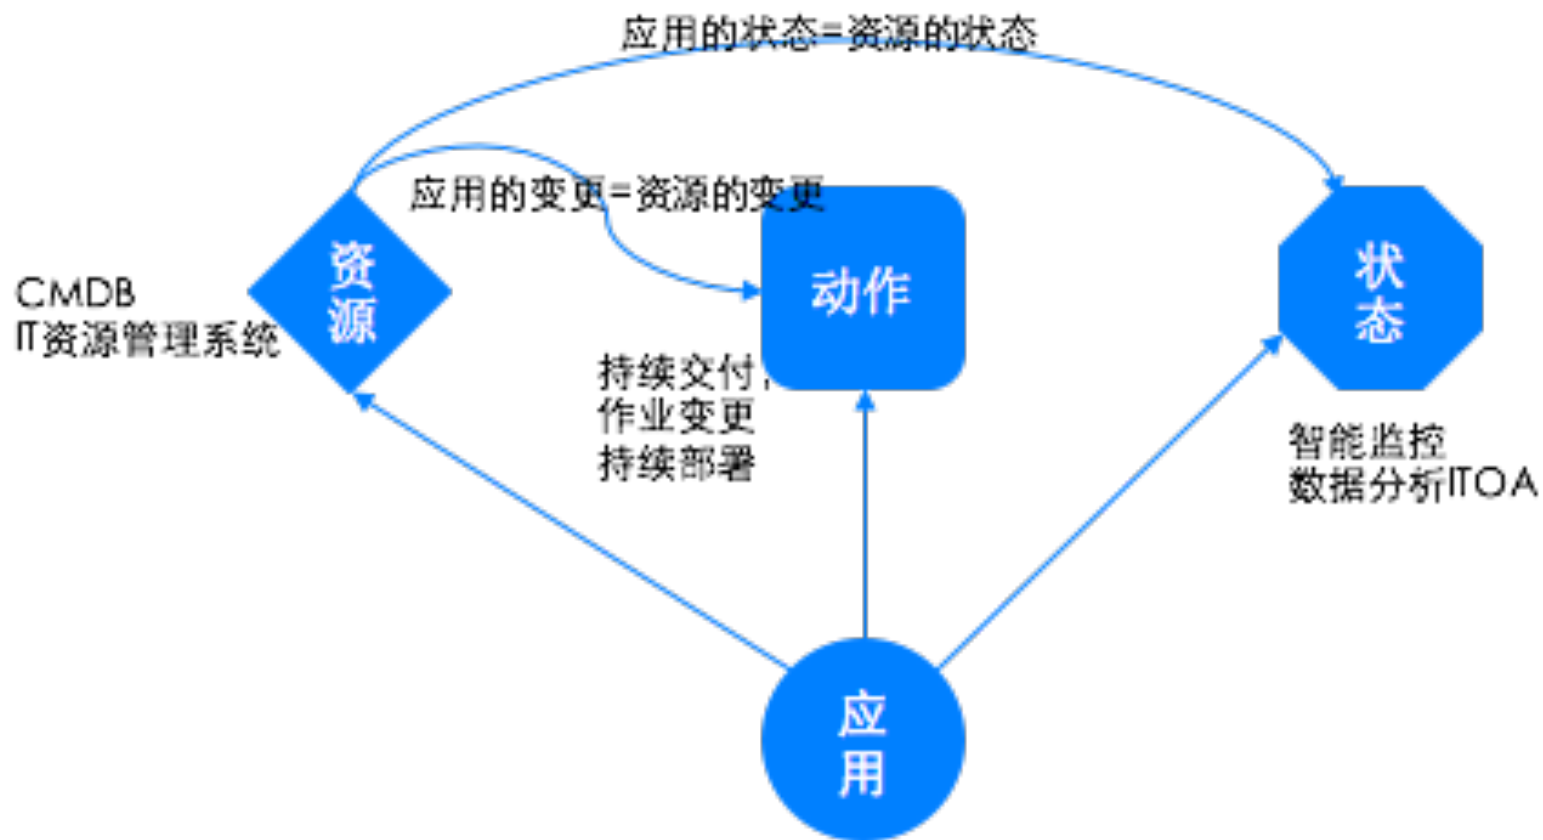 应用的状态=资源的状态
应用的变更=资源的变更
资
源
动作
状
态
CMDB
IT资源管理系统
持续交付，
作业变更
持续部署
智能监控
数据分析ITOA
应
用